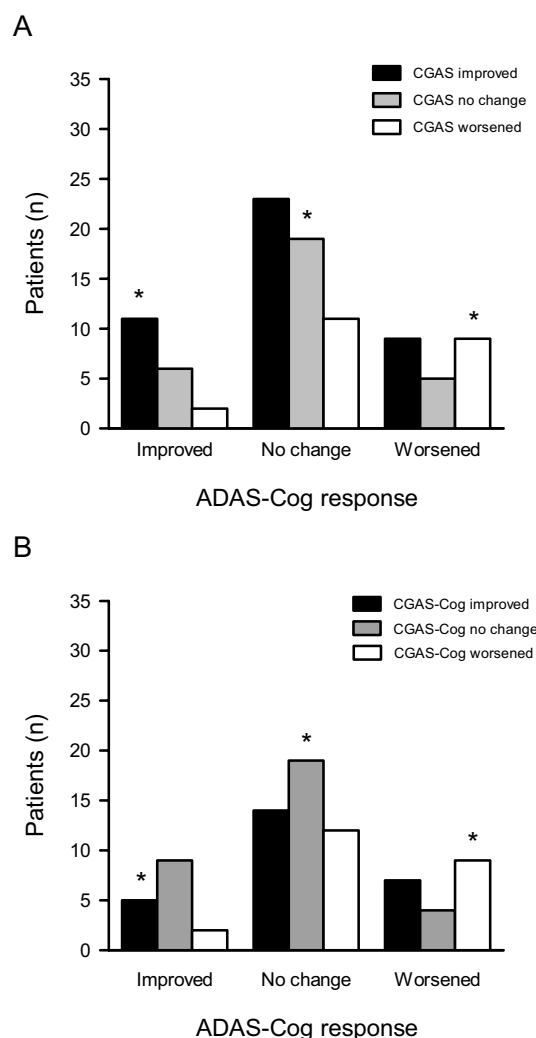 A
35
30
25
20
15
10
5
0
Patients (n)
CGAS improved
CGAS no change
CGAS worsened
*
*
*
Improved No change Worsened
ADAS-Cog response
B
35
30
25
20
15
10
5
0
Patients (n)
CGAS-Cog improved
CGAS-Cog no change
CGAS-Cog worsened
*
*
*
Improved No change Worsened
ADAS-Cog response